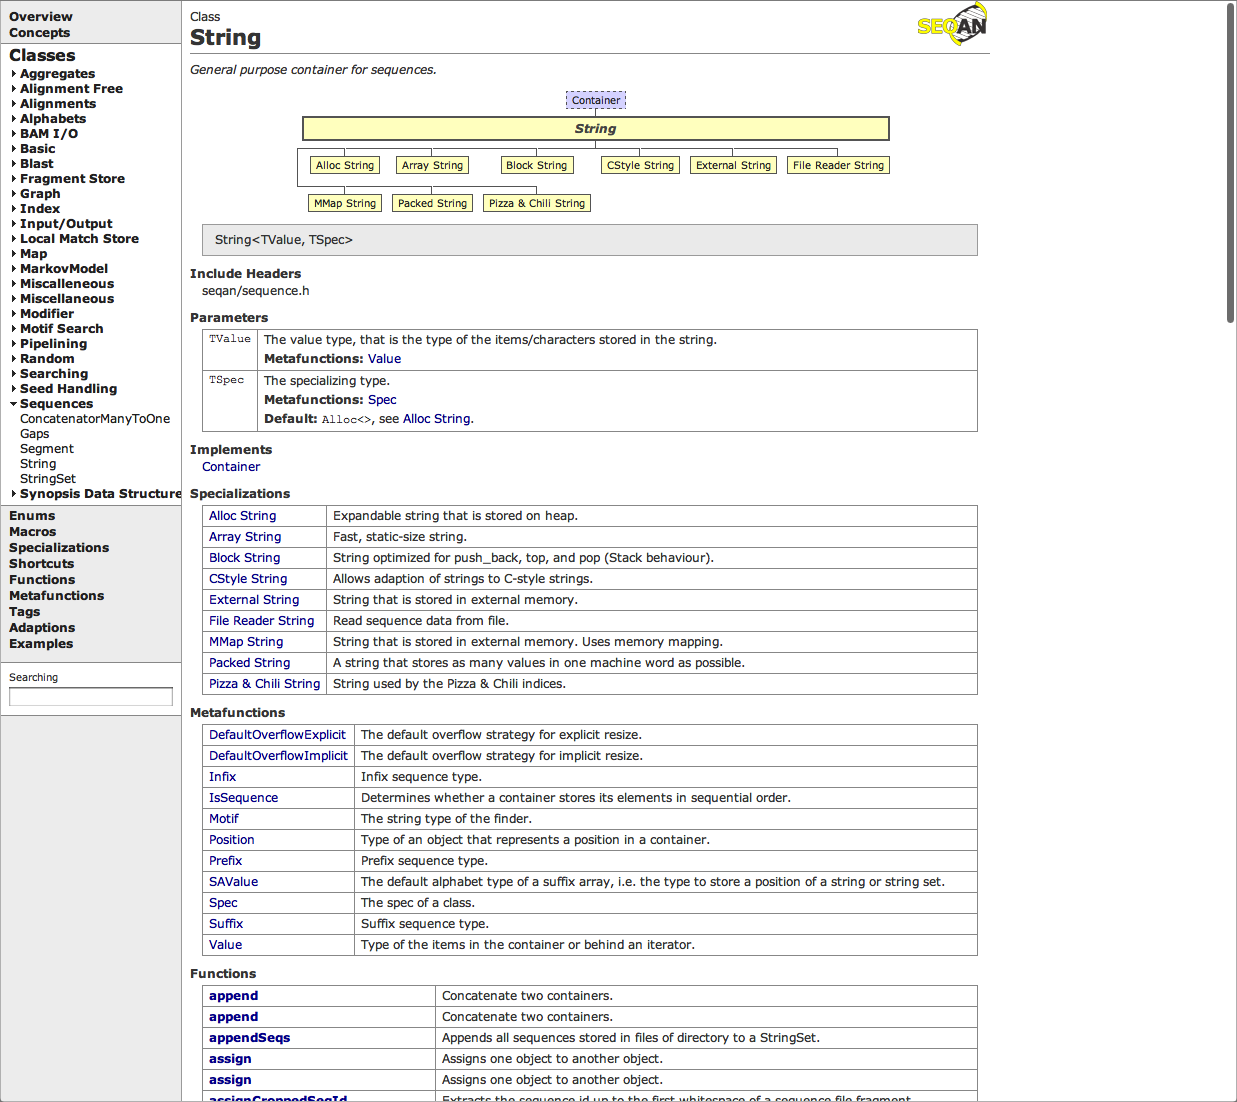 Overview
Concepts
Classes
Aggregates
Alignment Free
Alignments
Alphabets
BAM I/O
Basic
Blast
Fragment Store
Graph
Index
Input/Output
Local Match Store
Map
MarkovModel
Miscalleneous
Miscellaneous
Modifier
Motif Search
Pipelining
Random
Searching
Seed Handling
Sequences
ConcatenatorManyToOne
Gaps
Segment
String
StringSet
Synopsis Data Structure
Enums
Macros
Specializations
Shortcuts
Functions
Metafunctions
Tags
Adaptions
Examples
Searching
Class
String
SEQAN
General purpose container for sequences.
Container
String
Alloc String Array String Block String CStyle String External String File Reader String
MMap String Packed String Pizza & Chili String
String<TValue, TSpec>
Include Headers
seqan/sequence.h
Parameters
TValue The value type, that is the type of the items/characters stored in the string.
Metafunctions: Value
TSpec The specializing type.
Metafunctions: Spec
Default: Alloc<>, see Alloc String.
Implements
Container
Specializations
Alloc String Expandable string that is stored on heap.
Array String Fast, static-size string.
Block String String optimized for push_back, top, and pop (Stack behaviour).
CStyle String Allows adaption of strings to C-style strings.
External String String that is stored in external memory.
File Reader String Read sequence data from file.
MMap String String that is stored in external memory. Uses memory mapping.
Packed String A string that stores as many values in one machine word as possible.
Pizza & Chili String String used by the Pizza & Chili indices.
Metafunctions
DefaultOverflowExplicit The default overflow strategy for explicit resize.
DefaultOverflowImplicit The default overflow strategy for implicit resize.
Infix Infix sequence type.
IsSequence Determines whether a container stores its elements in sequential order.
Motif The string type of the finder.
Position Type of an object that represents a position in a container.
Prefix Prefix sequence type.
SAValue The default alphabet type of a suffix array, i.e. the type to store a position of a string or string set.
Spec The spec of a class.
Suffix Suffix sequence type.
Value Type of the items in the container or behind an iterator.
Functions
append Concatenate two containers.
append Concatenate two containers.
appendSeqs Appends all sequences stored in files of directory to a StringSet.
assign Assigns one object to another object.
assign Assigns one object to another object.
assignCroppedSeqId Extracts the sequence id up to the first whitespace of a sequence file fragment.